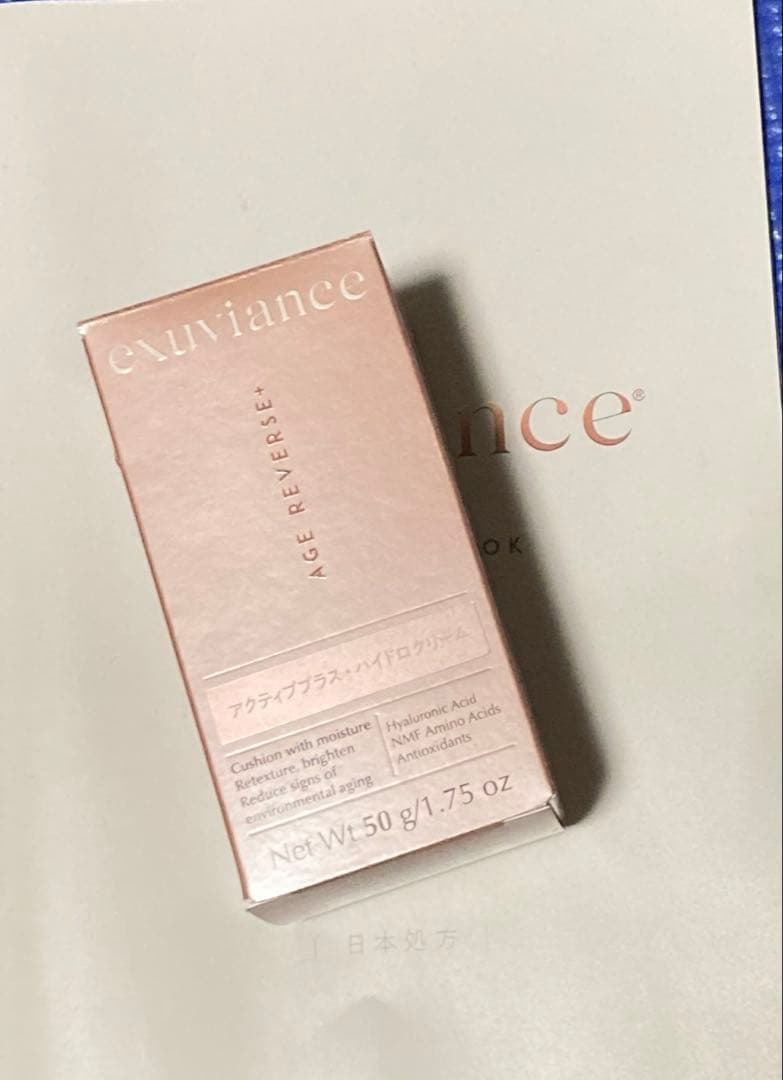 exuviance
AGE REVERSE+
アクティブプラス・ハイドロクリーム
Cushion with moisture
Retexture, brighten
Reduce signs of
environmental aging
Hyaluronic Acid
NMF Amino Acids
Antioxidants
Net Wt 50 g/1.75 oz
nce®
OK
日本処方